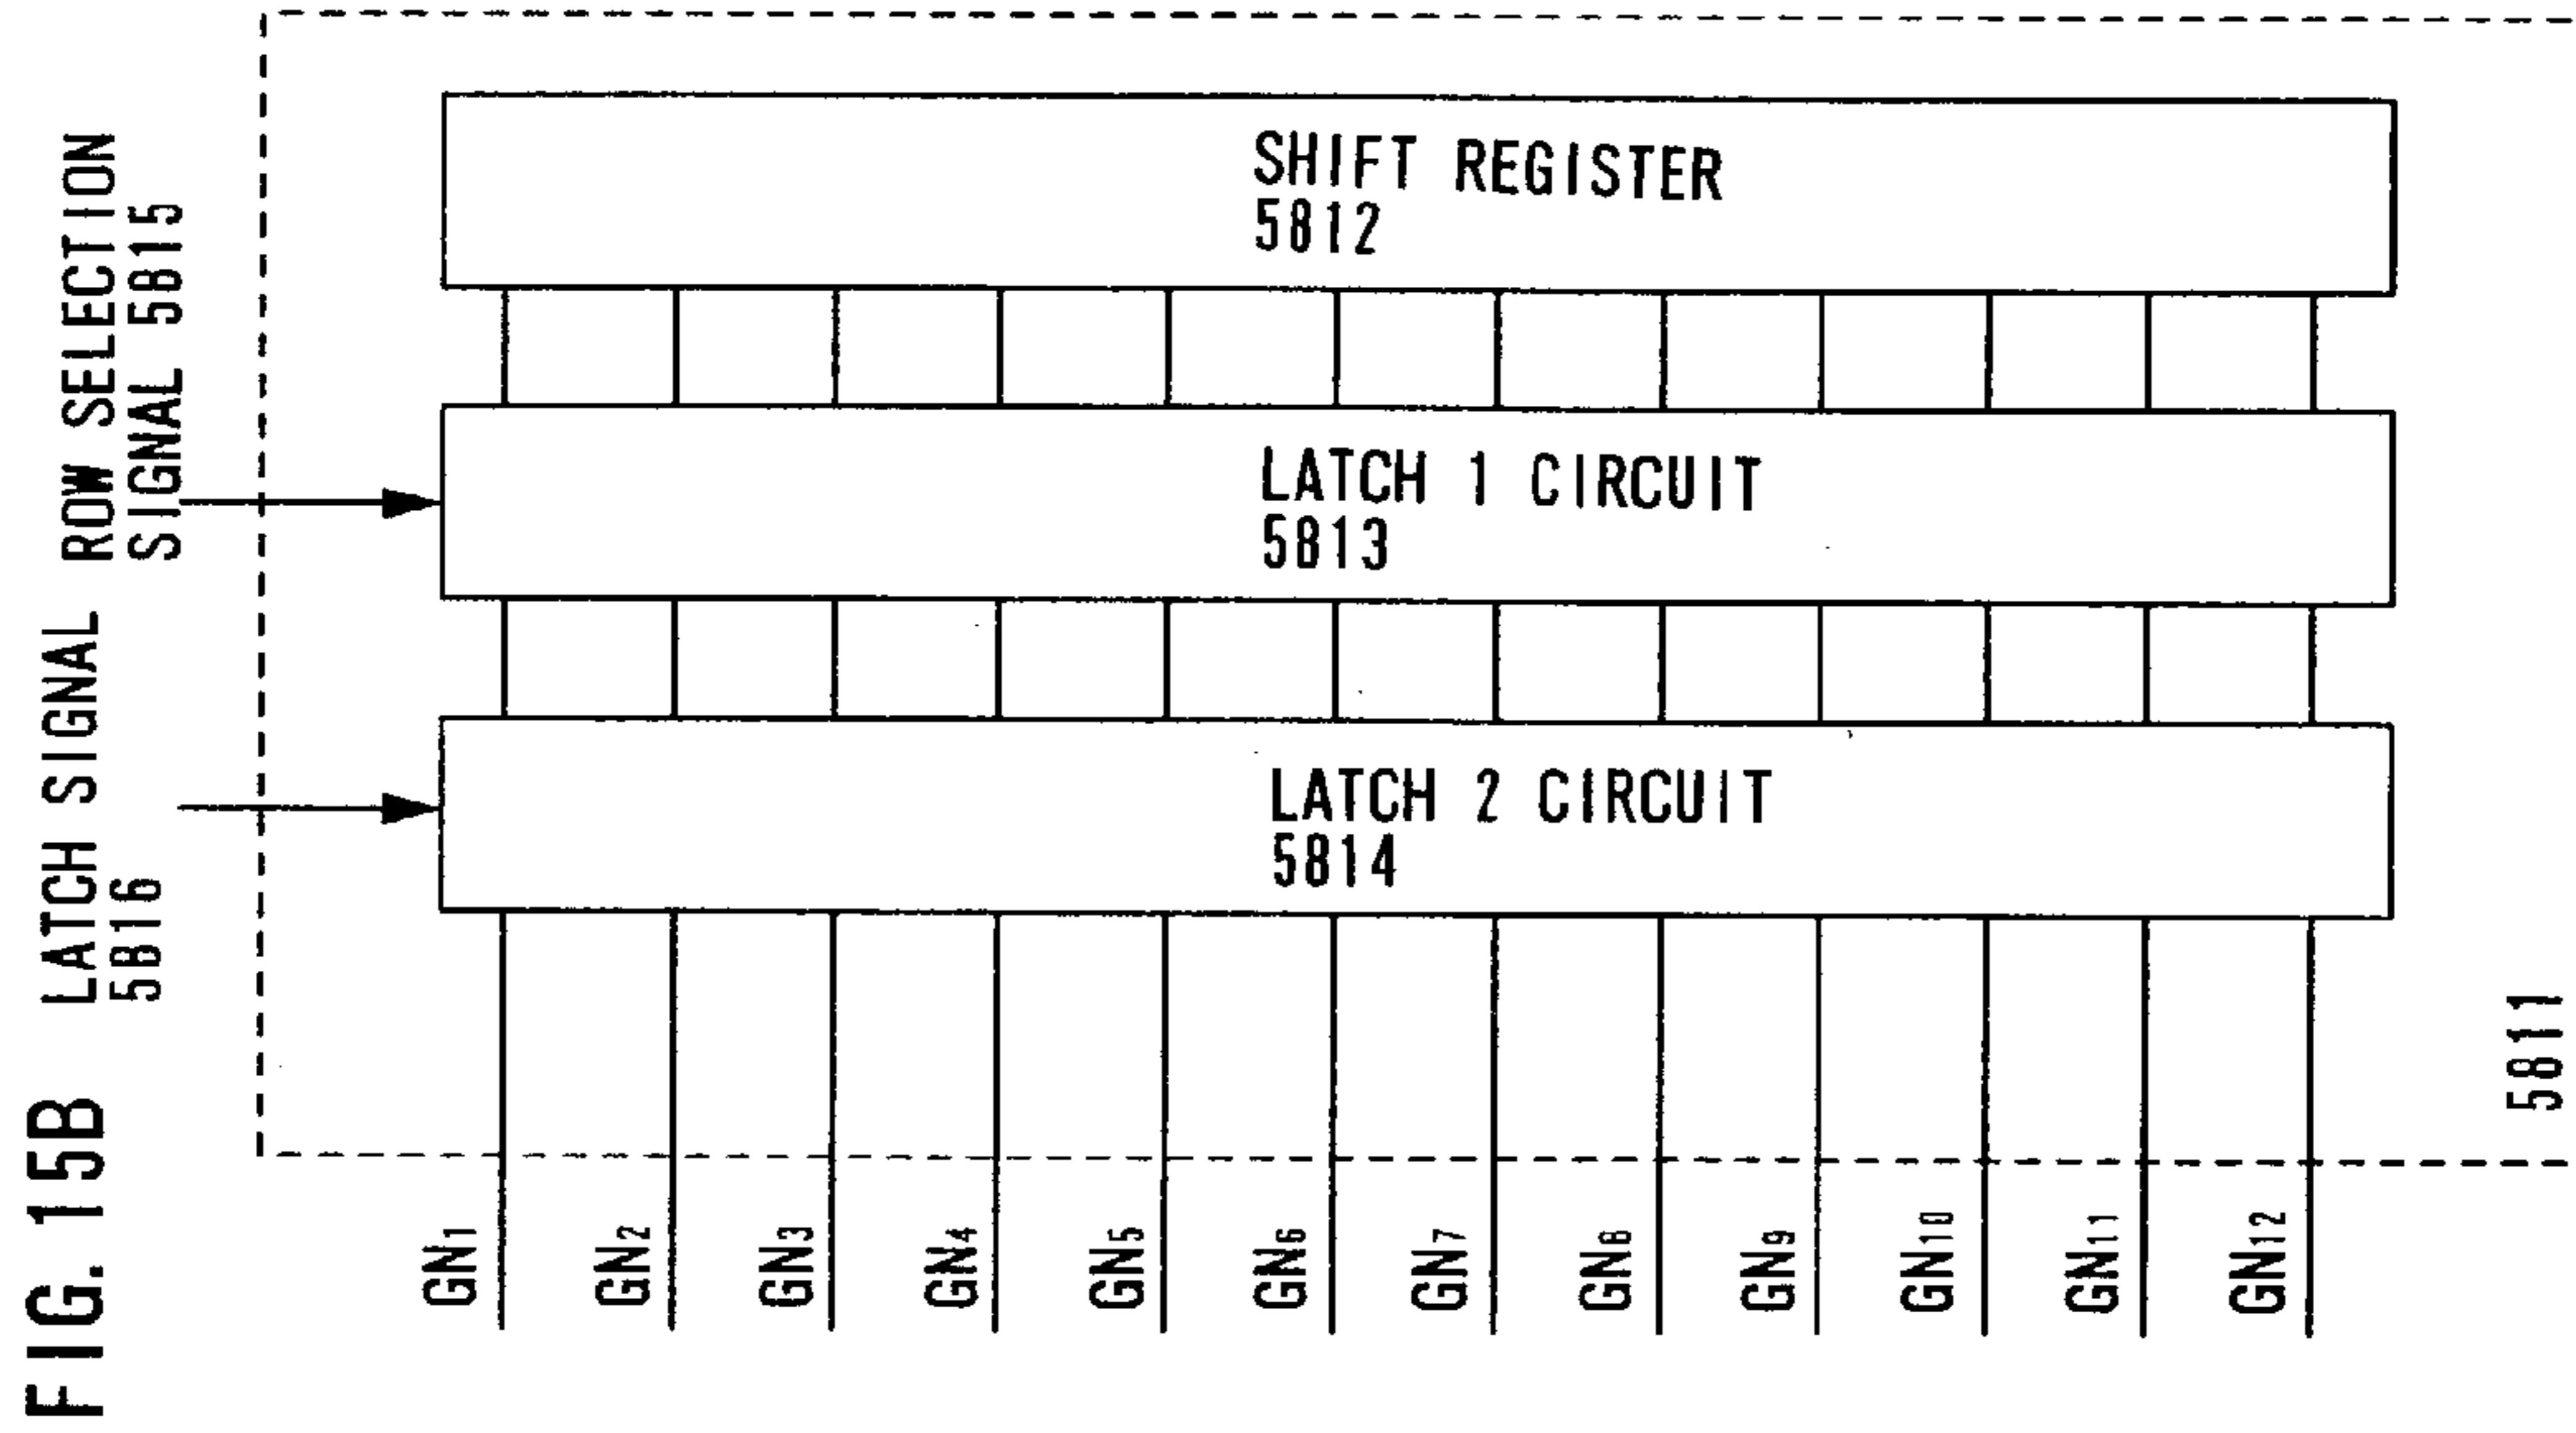 FIG. 15B
LATCH SIGNAL
5816
ROW SELECTION
SIGNAL 5815
SHIFT REGISTER
5812
LATCH 1 CIRCUIT
5813
LATCH 2 CIRCUIT
5814
GN1
GN2
GN3
GN4
GN5
GN6
GN7
GN8
GN9
GN10
GN11
GN12
5811